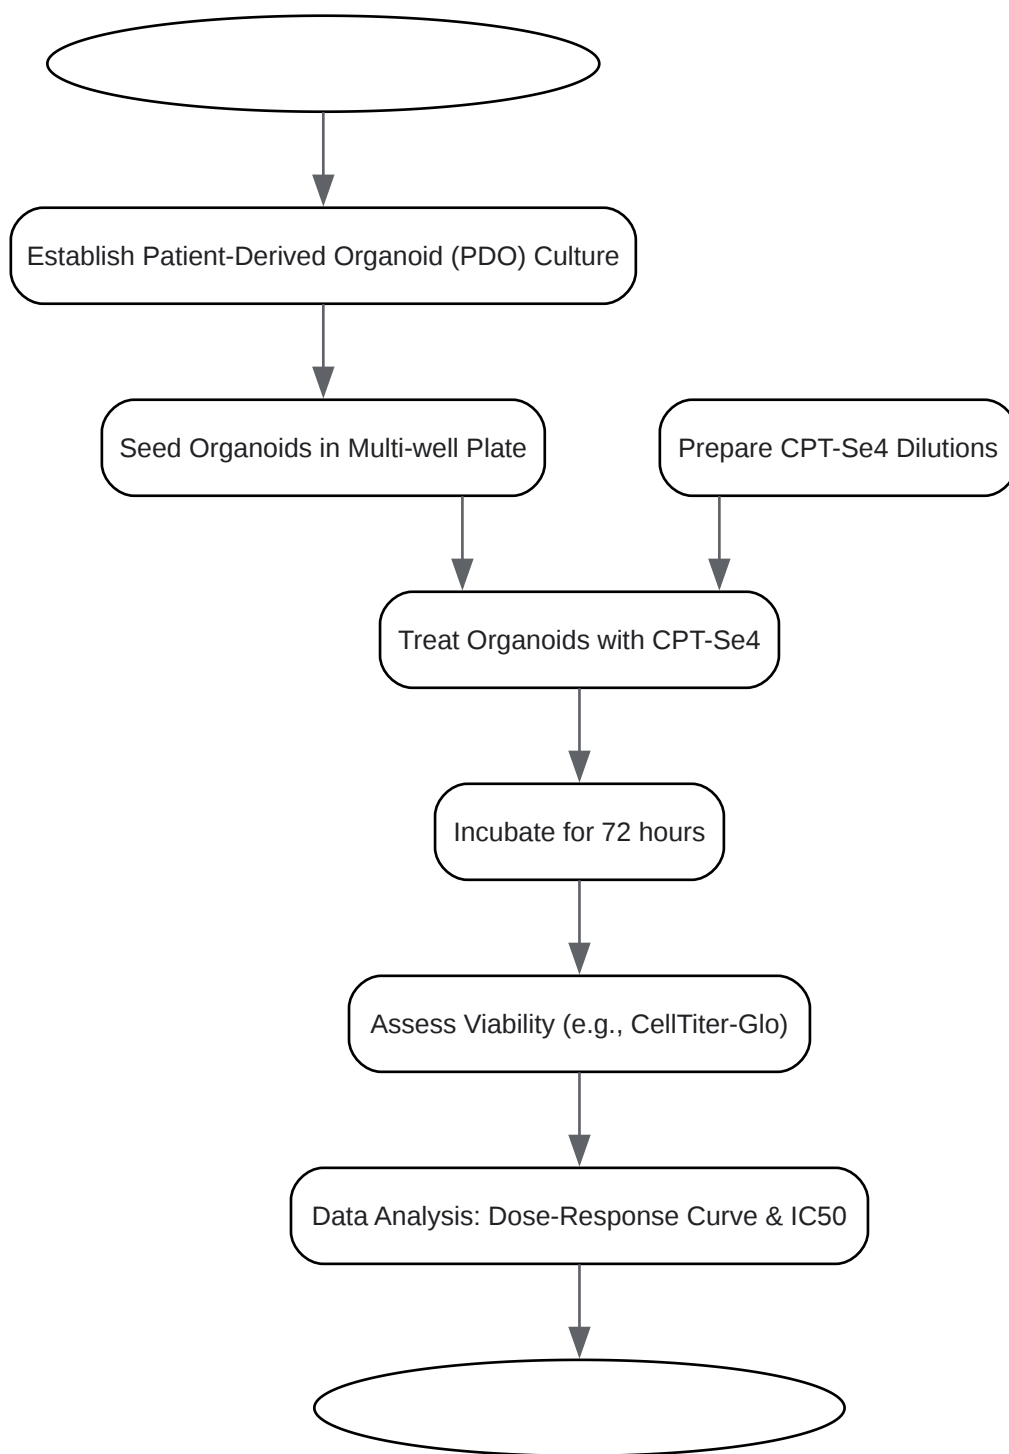 Establish Patient-Derived Organoid (PDO) Culture
Seed Organoids in Multi-well Plate
Prepare CPT-Se4 Dilutions
Treat Organoids with CPT-Se4
Incubate for 72 hours
Assess Viability (e.g., CellTiter-Glo)
Data Analysis: Dose-Response Curve & IC50